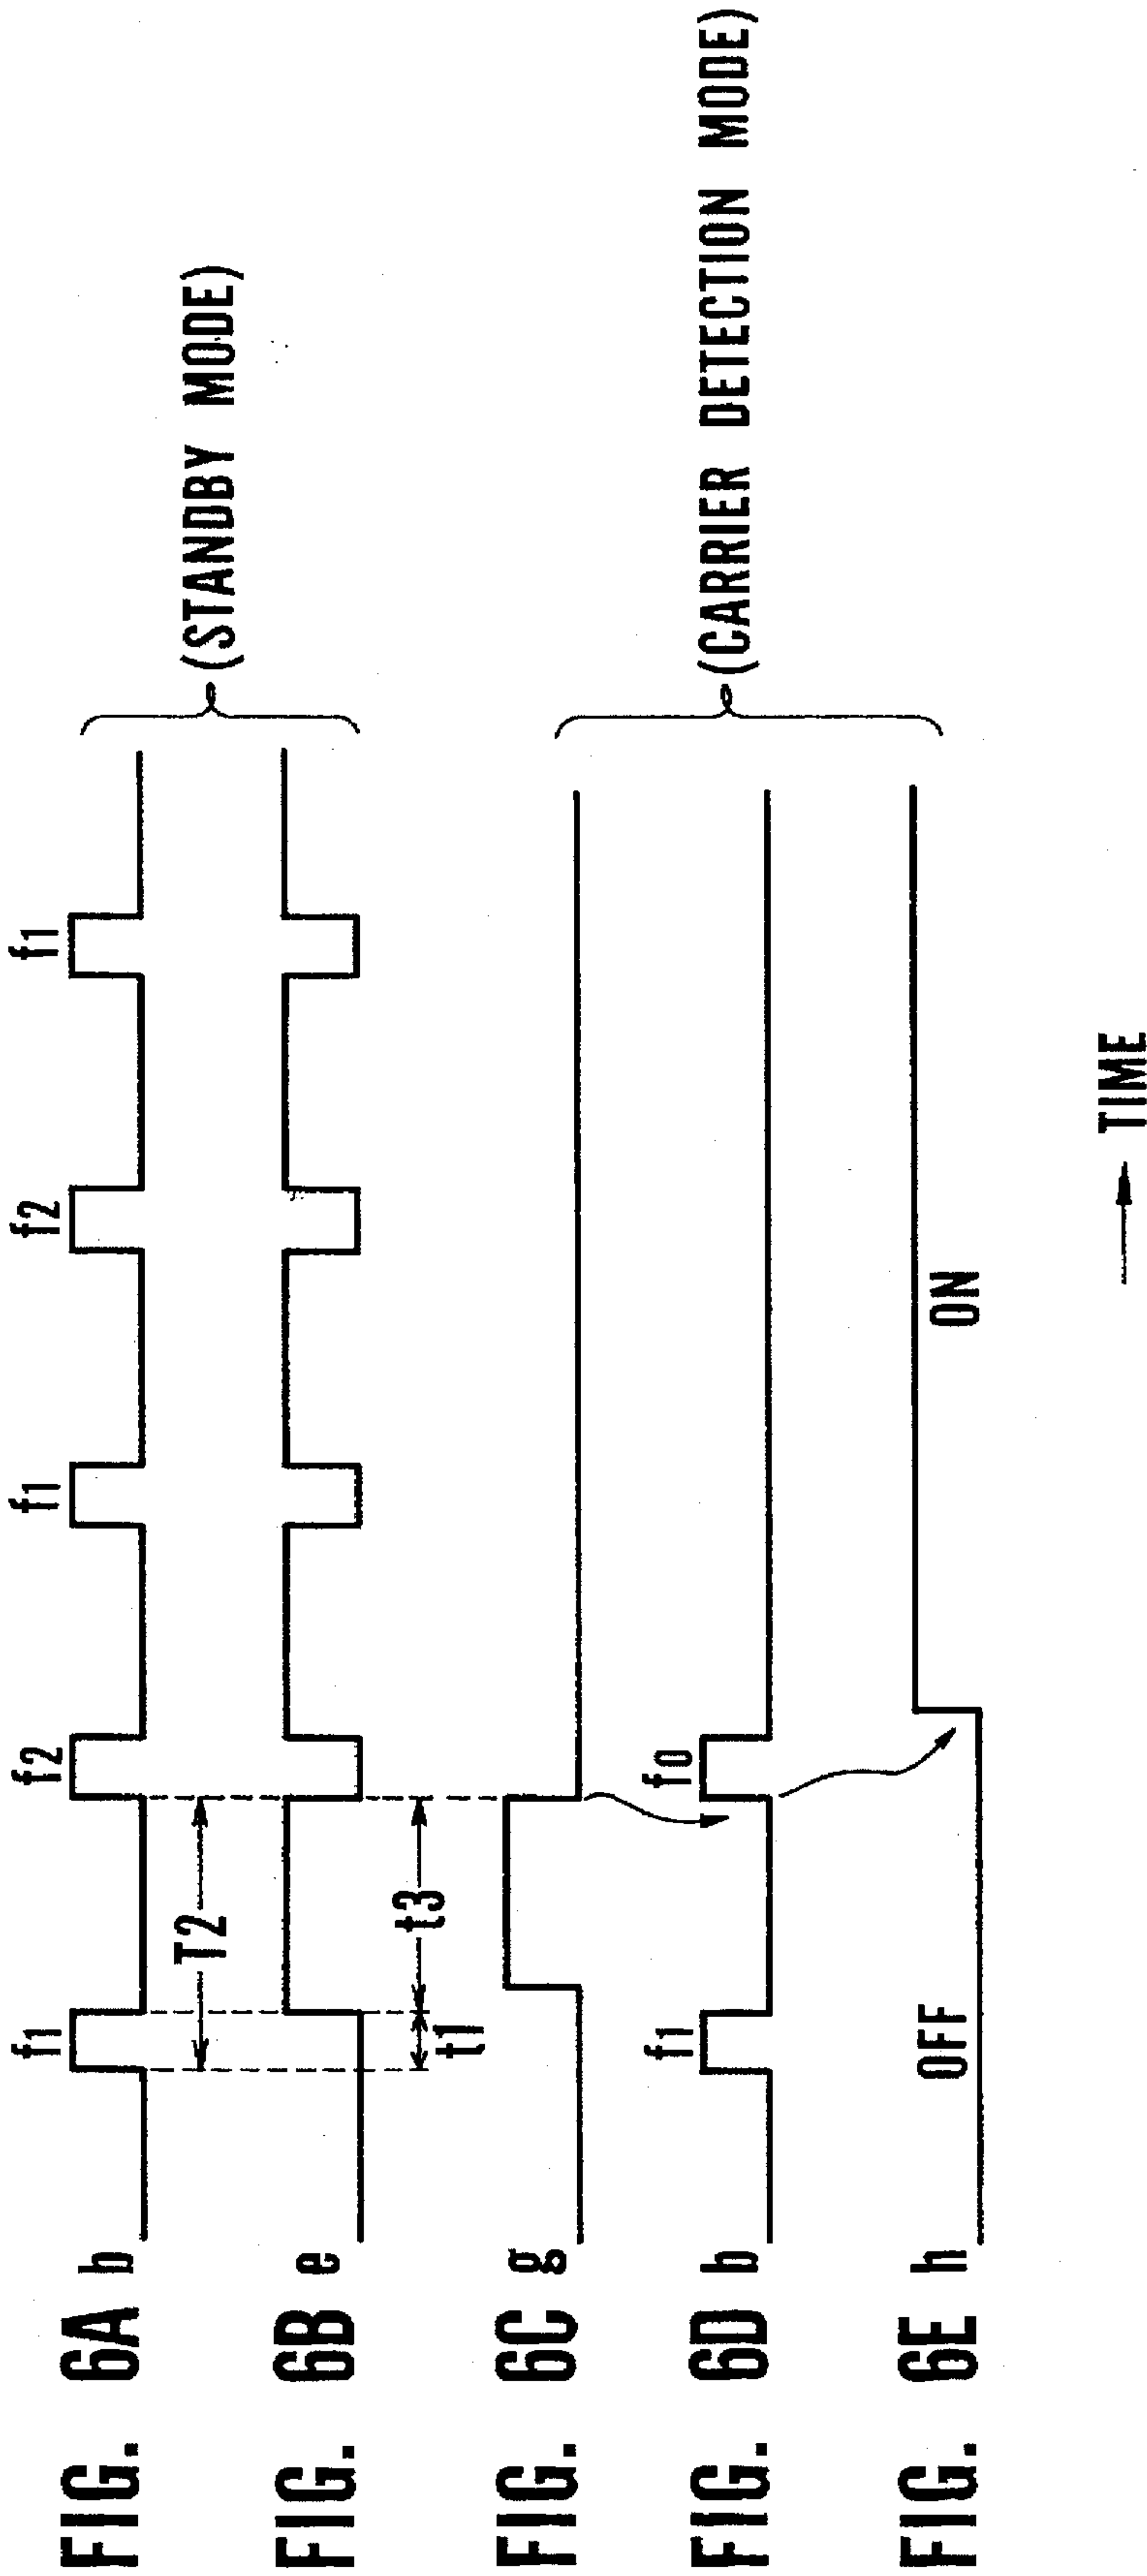 FIG. 6A b
f1
f2
f1
f2
f1
T2
(STANDBY MODE)
FIG. 6B e
t1
t3
FIG. 6C g
FIG. 6D b
f1
f0
(CARRIER DETECTION MODE)
FIG. 6E h
OFF
ON
TIME